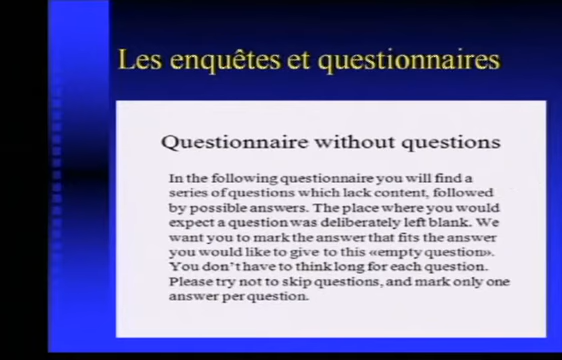 Les enquêtes et questionnaires
Questionnaire without questions
In the following questionnaire you will find a
series of questions which lack content, followed
by possible answers. The place where you would
expect a question was deliberately left blank. We
want you to mark the answer that fits the answer
you would like to give to this «empty question».
You don't have to think long for each question.
Please try not to skip questions, and mark only one
answer per question.